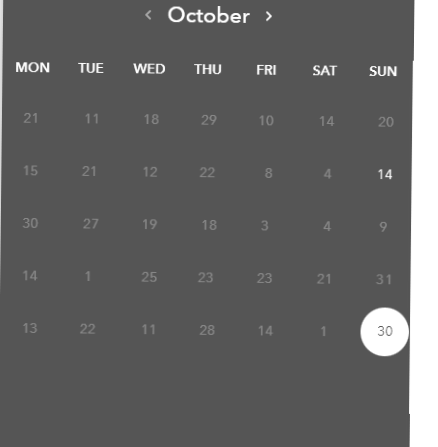 < October >
MON TUE WED THU FRI SAT SUN
21 11 18 29 10 14 20
15 21 12 22 8 4 14
30 27 19 18 3 4 9
14 1 25 23 23 21 31
13 22 11 28 14 1 30